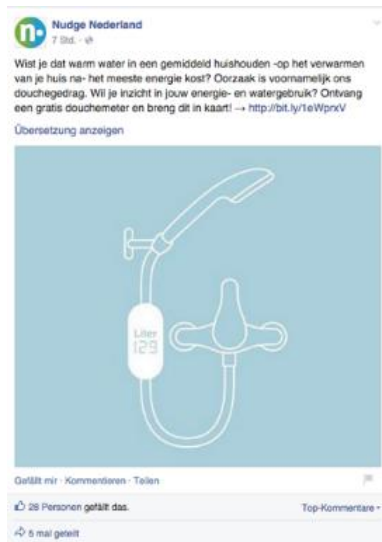 n.
Nudge Nederland
7 Std. ·
Wist je dat warm water in een gemiddeld huishouden -op het verwarmen
van je huis na- het meeste energie kost? Oorzaak is voornamelijk ons
douchegedrag. Wil je inzicht in jouw energie- en watergebruik? Ontvang
een gratis douchemeter en breng dit in kaart! → http://bit.ly/1eWprxV
Übersetzung anzeigen
Liter
123
Gefällt mir · Kommentieren · Teilen
28 Personen gefällt das.
Top-Kommentare
5 mal geteilt